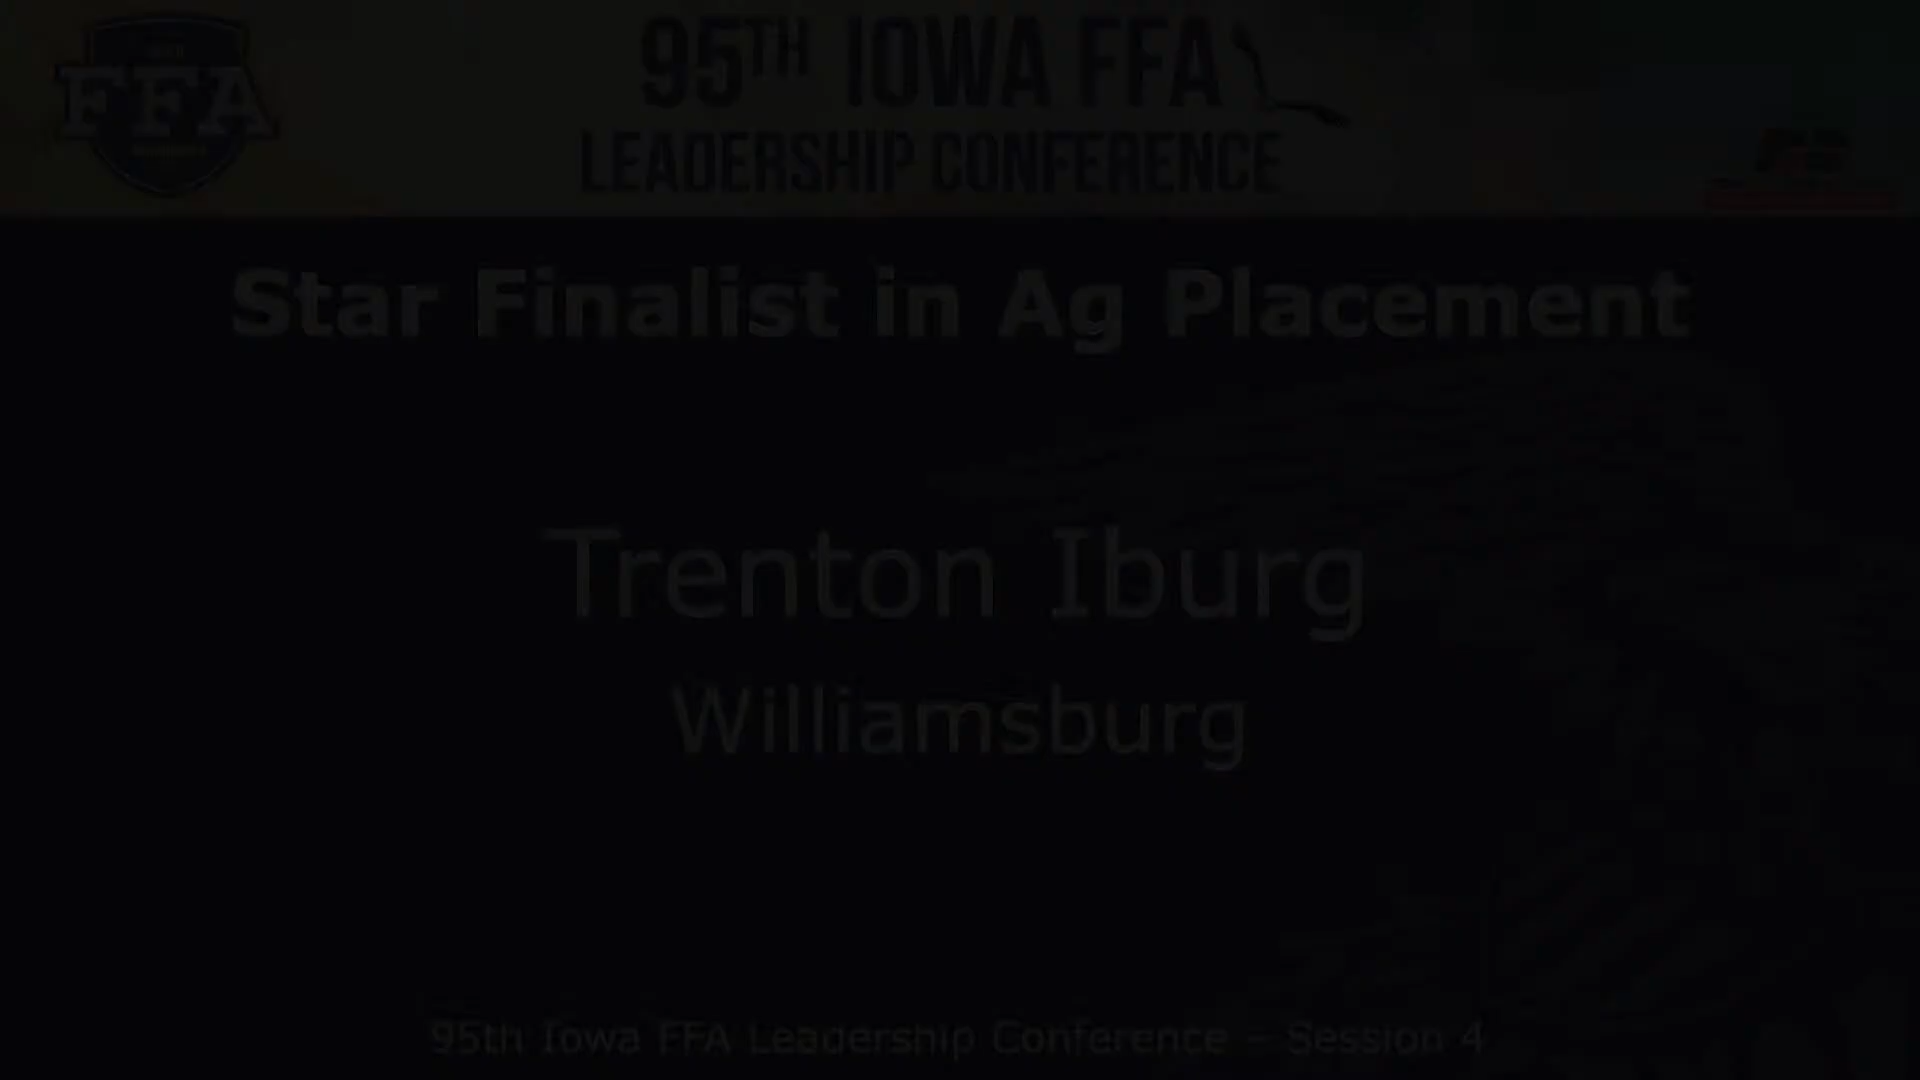 FFA
95TH IOWA FFA
LEADERSHIP CONFERENCE
Star Finalist in Ag Placement
Trenton Iburg
Williamsburg
95th Iowa FFA Leadership Conference – Session 4